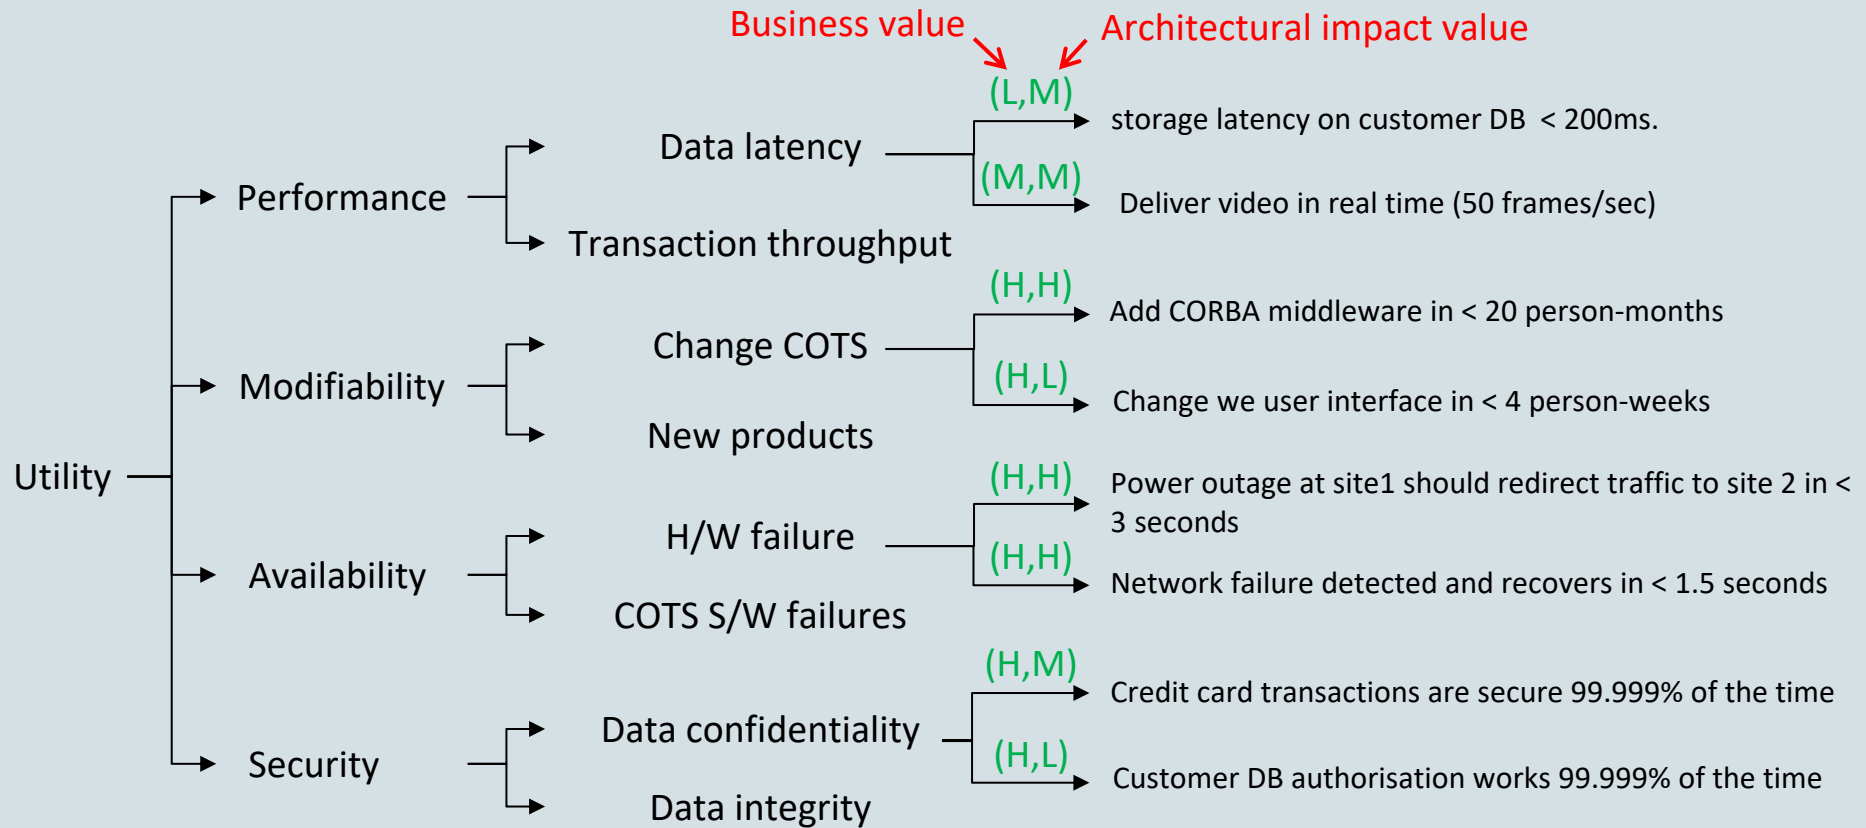 Business value
Architectural impact value
(L,M)
storage latency on customer DB < 200ms.
Data latency
(M,M)
Performance
Deliver video in real time (50 frames/sec)
Transaction throughput
(H,H)
Add CORBA middleware in < 20 person-months
Change COTS
(H,L)
Modifiability
Change we user interface in < 4 person-weeks
New products
Utility
(H,H)
Power outage at site1 should redirect traffic to site 2 in <
3 seconds
H/W failure
(H,H)
Availability
Network failure detected and recovers in < 1.5 seconds
COTS S/W failures
(H,M)
Credit card transactions are secure 99.999% of the time
Data confidentiality
(H,L)
Security
Customer DB authorisation works 99.999% of the time
Data integrity